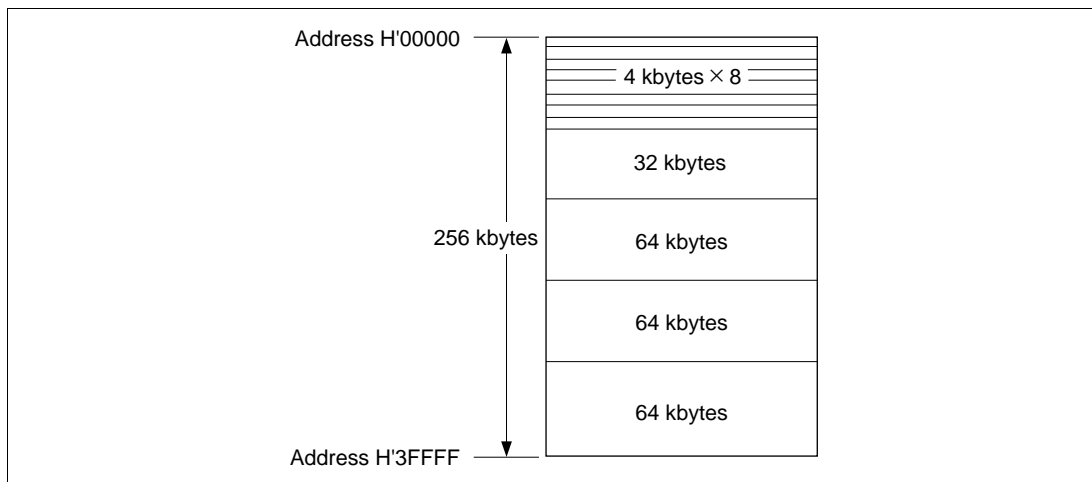 Address H'00000
4 kbytes × 8
32 kbytes
256 kbytes
64 kbytes
64 kbytes
64 kbytes
Address H'3FFFF